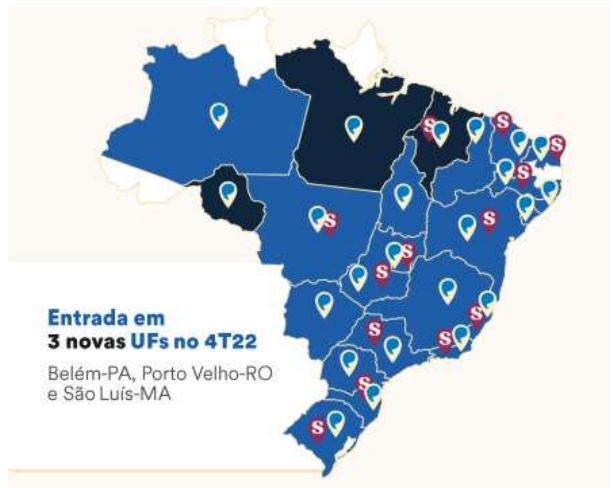 Entrada em
3 novas UFs no 4T22
Belém-PA, Porto Velho-RO
e São Luís-MA
S
S
S
S
S
S
S
S
S
S
S
S